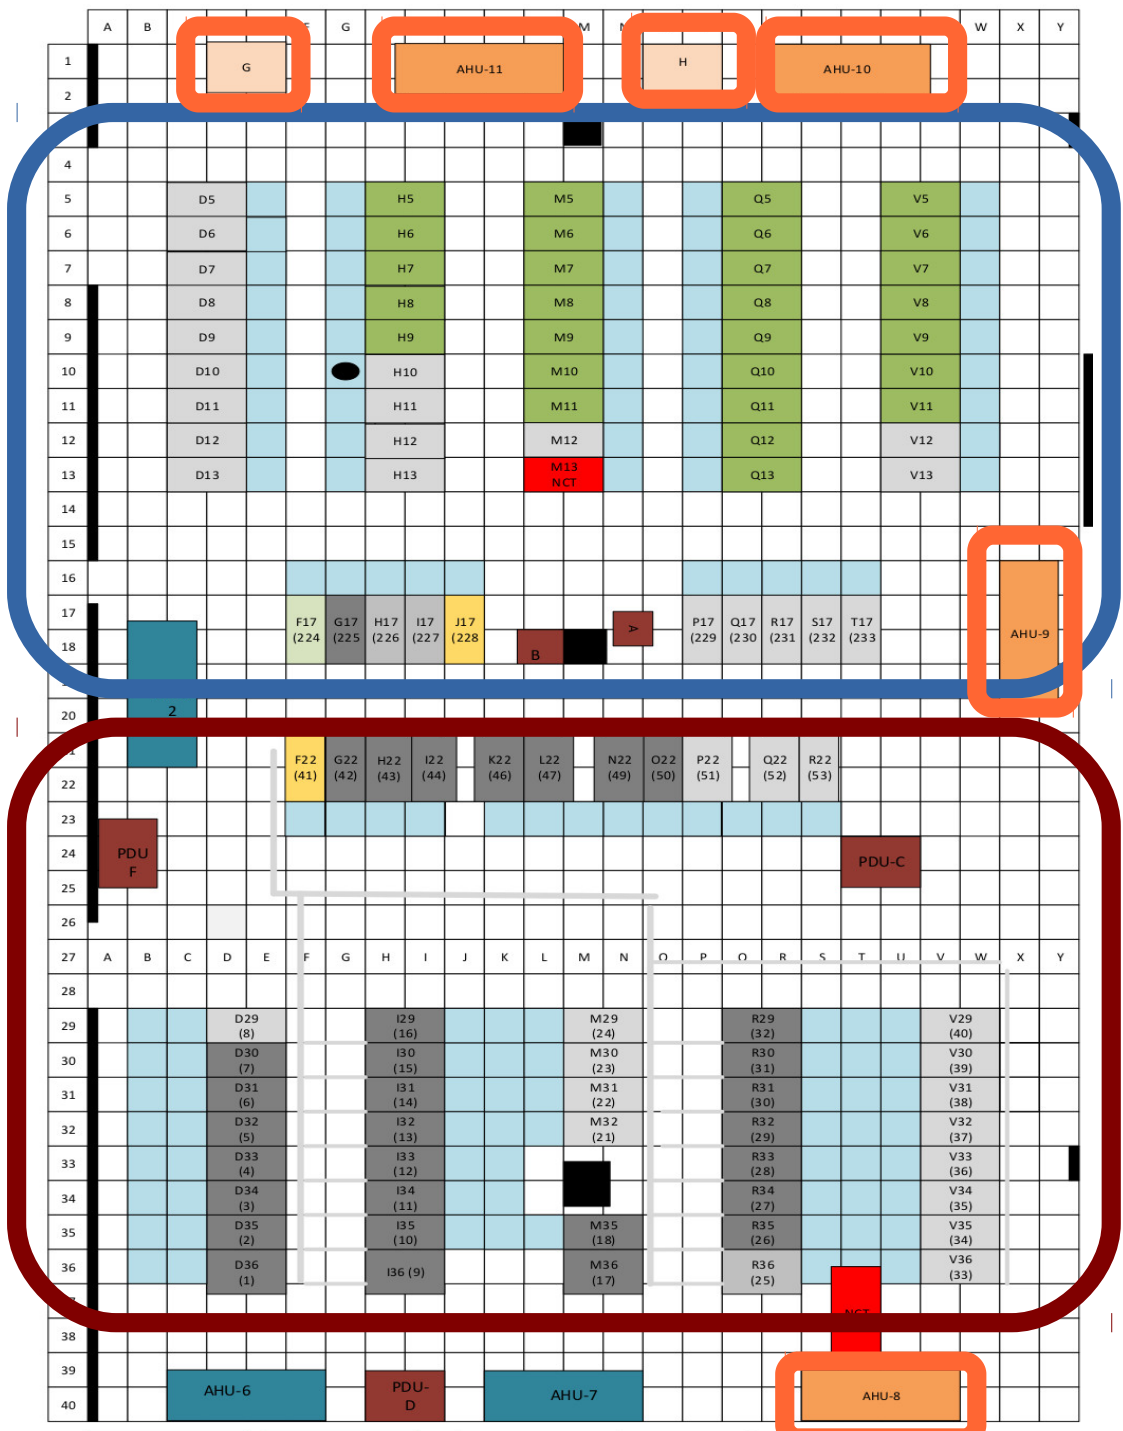 A B F G M N W X Y
1 G AHU-11 H AHU-10
2
4
5 D5 H5 M5 Q5 V5
6 D6 H6 M6 Q6 V6
7 D7 H7 M7 Q7 V7
8 D8 H8 M8 Q8 V8
9 D9 H9 M9 Q9 V9
10 D10 H10 M10 Q10 V10
11 D11 H11 M11 Q11 V11
12 D12 H12 M12 Q12 V12
13 D13 H13 M13 Q13 V13
NCT
14
15
16
17 F17 G17 H17 I17 J17 A P17 Q17 R17 S17 T17
(224 (225 (226 (227 (228 (229 (230 (231 (232 (233
18 B AHU-9
20 2
F22 G22 H22 I22 K22 L22 N22 O22 P22 Q22 R22
(41) (42) (43) (44) (46) (47) (49) (50) (51) (52) (53)
22
23
24 PDU PDU-C
F
25
26
27 A B C D E F G H I J K L M N O P Q R S T U V W X Y
28
29 D29 I29 M29 R29 V29
(8) (16) (24) (32) (40)
30 D30 I30 M30 R30 V30
(7) (15) (23) (31) (39)
31 D31 I31 M31 R31 V31
(6) (14) (22) (30) (38)
32 D32 I32 M32 R32 V32
(5) (13) (21) (29) (37)
33 D33 I33 R33 V33
(4) (12) (28) (36)
34 D34 I34 R34 V34
(3) (11) (27) (35)
35 D35 I35 M35 R35 V35
(2) (10) (18) (26) (34)
36 D36 I36 (9) M36 R36 V36
(1) (17) (25) (33)
NCT
38
39 AHU-6 PDU- AHU-7 AHU-8
D
40